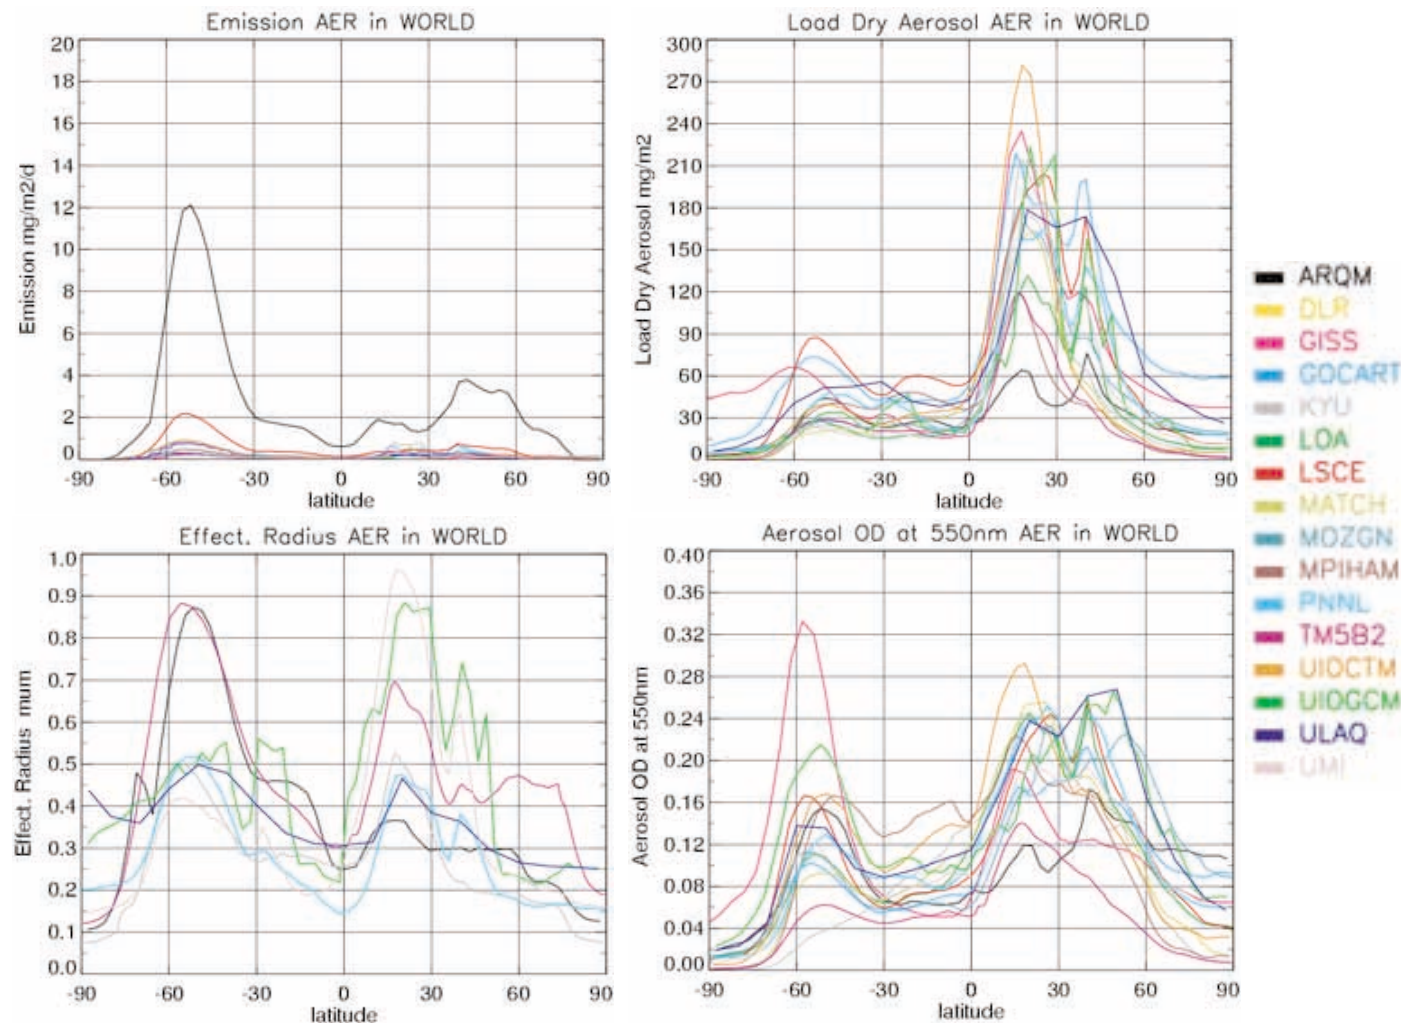 Emission AER in WORLD
20
18
16
14
12
10
8
6
4
2
0
Emission mg/m2/d
-90 -60 -30 0 30 60 90
latitude
Load Dry Aerosol AER in WORLD
300
270
240
210
180
150
120
90
60
30
0
Load Dry Aerosol mg/m2
-90 -60 -30 0 30 60 90
latitude
Effect. Radius AER in WORLD
1.0
0.9
0.8
0.7
0.6
0.5
0.4
0.3
0.2
0.1
0.0
Effect. Radius mum
-90 -60 -30 0 30 60 90
latitude
Aerosol OD at 550nm AER in WORLD
0.40
0.36
0.32
0.28
0.24
0.20
0.16
0.12
0.08
0.04
0.00
Aerosol OD at 550nm
-90 -60 -30 0 30 60 90
latitude
ARQM
DLR
GISS
GOCART
KYU
LOA
LSCE
MATCH
MOZGN
MPIHAM
PNNL
TM5B2
UIOCTM
UIOGCM
ULAQ
UMI